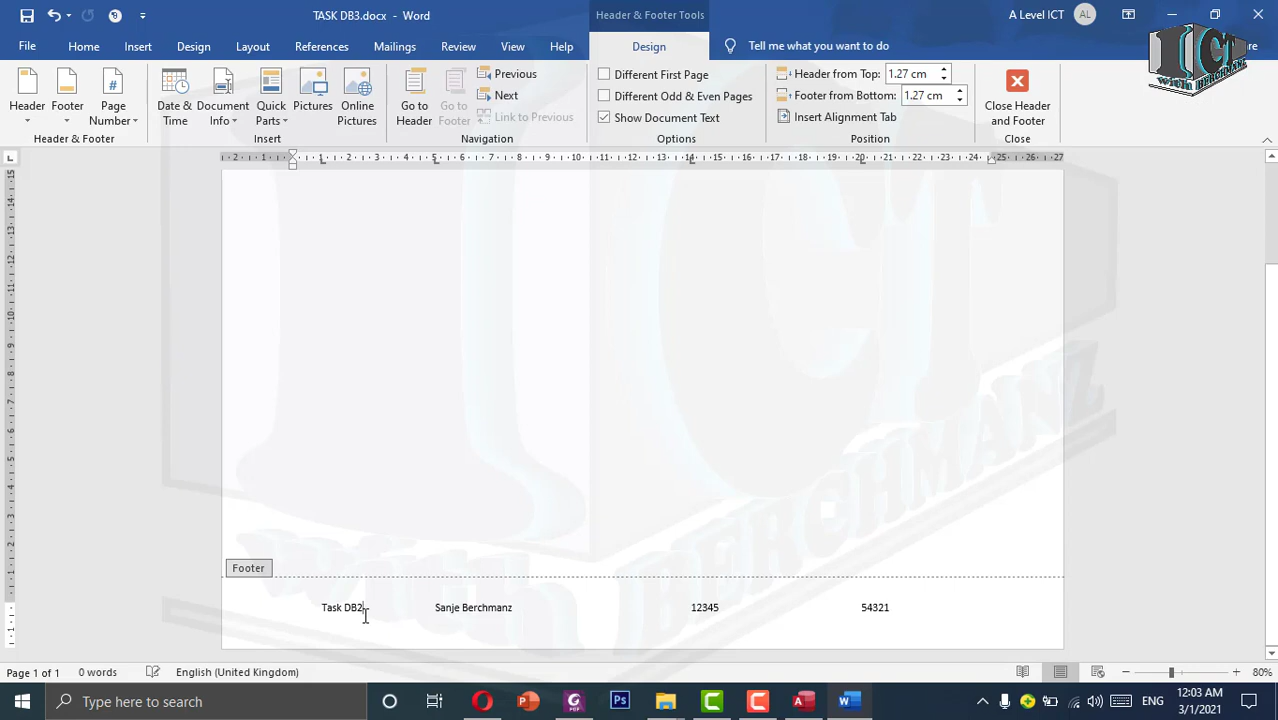 TASK DB3.docx - Word
Header & Footer Tools
A Level ICT
AL
File
Home
Insert
Design
Layout
References
Mailings
Review
View
Help
Design
Tell me what you want to do
Header
Footer
Page Number
Header & Footer
Date & Time
Document Info
Quick Parts
Pictures
Online Pictures
Insert
Go to Header
Go to Footer
Previous
Next
Link to Previous
Navigation
Different First Page
Different Odd & Even Pages
Show Document Text
Options
Header from Top: 1.27 cm
Footer from Bottom: 1.27 cm
Insert Alignment Tab
Position
Close Header and Footer
Close
ICT
With BERCHMANZ
Footer
Task DB2 Sanje Berchmanz 12345 54321
Page 1 of 1 0 words English (United Kingdom) 80%
Type here to search
ENG
12:03 AM
3/1/2021